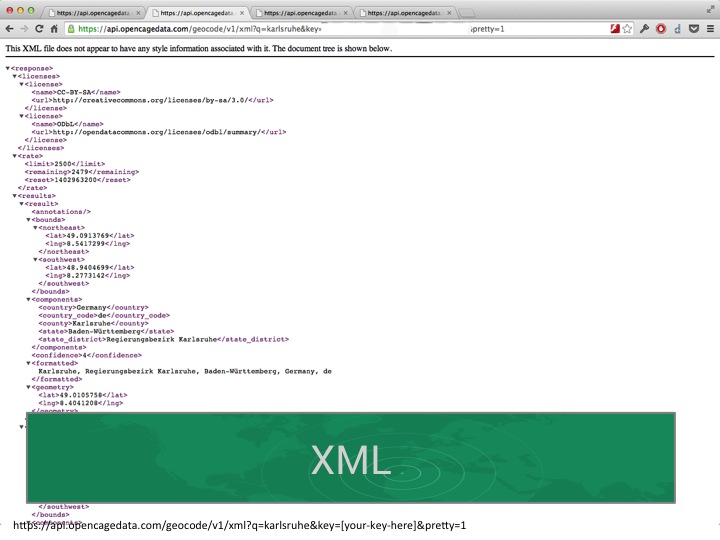 https://api.opencagedata.co
https://api.opencagedata.co
https://api.opencagedata.co
https://api.opencagedata.co
https://api.opencagedata.com/geocode/v1/xml?q=karlsruhe&key= pretty=1
This XML file does not appear to have any style information associated with it. The document tree is shown below.
▼<response>
▼<licenses>
▼<license>
<name>CC-BY-SA</name>
<url>http://creativecommons.org/licenses/by-sa/3.0/</url>
</license>
▼<license>
<name>ODbL</name>
<url>http://opendatacommons.org/licenses/odbl/summary/</url>
</license>
</licenses>
▼<rate>
<limit>2500</limit>
<remaining>2479</remaining>
<reset>1402963200</reset>
</rate>
▼<results>
▼<result>
<annotations/>
▼<bounds>
▼<northeast>
<lat>49.0913769</lat>
<lng>8.5417299</lng>
</northeast>
▼<southwest>
<lat>48.9404699</lat>
<lng>8.2773142</lng>
</southwest>
</bounds>
▼<components>
<country>Germany</country>
<country_code>de</country_code>
<county>Karlsruhe</county>
<state>Baden-Württemberg</state>
<state_district>Regierungsbezirk Karlsruhe</state_district>
</components>
<confidence>4</confidence>
▼<formatted>
Karlsruhe, Regierungsbezirk Karlsruhe, Baden-Württemberg, Germany, de
</formatted>
▼<geometry>
<lat>49.0105758</lat>
<lng>8.4041208</lng>
</geometry>
XML
</southwest>
</bounds>
https://api.opencagedata.com/geocode/v1/xml?q=karlsruhe&key=[your-key-here]&pretty=1